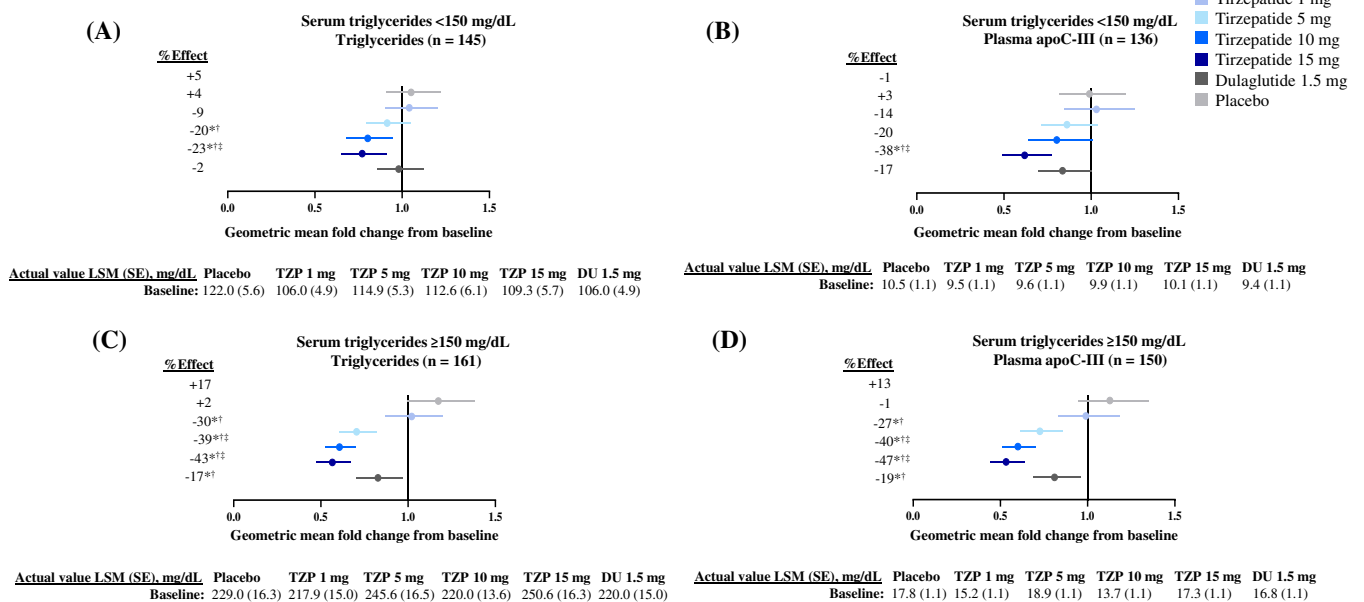 Tirzepatide 1 mg
Tirzepatide 5 mg
Tirzepatide 10 mg
Tirzepatide 15 mg
Dulaglutide 1.5 mg
Placebo
(A)
Serum triglycerides <150 mg/dL
Triglycerides (n = 145)
%Effect
+5
+4
-9
-20*†
-23*†‡
-2
0.0 0.5 1.0 1.5
Geometric mean fold change from baseline
Actual value LSM (SE), mg/dL Placebo TZP 1 mg TZP 5 mg TZP 10 mg TZP 15 mg DU 1.5 mg
Baseline: 122.0 (5.6) 106.0 (4.9) 114.9 (5.3) 112.6 (6.1) 109.3 (5.7) 106.0 (4.9)
(B)
Serum triglycerides <150 mg/dL
Plasma apoC-III (n = 136)
%Effect
-1
+3
-14
-20
-38*†‡
-17
0.0 0.5 1.0 1.5
Geometric mean fold change from baseline
Actual value LSM (SE), mg/dL Placebo TZP 1 mg TZP 5 mg TZP 10 mg TZP 15 mg DU 1.5 mg
Baseline: 10.5 (1.1) 9.5 (1.1) 9.6 (1.1) 9.9 (1.1) 10.1 (1.1) 9.4 (1.1)
(C)
Serum triglycerides ≥150 mg/dL
Triglycerides (n = 161)
%Effect
+17
+2
-30*†
-39*†‡
-43*†‡
-17*†
0.0 0.5 1.0 1.5
Geometric mean fold change from baseline
Actual value LSM (SE), mg/dL Placebo TZP 1 mg TZP 5 mg TZP 10 mg TZP 15 mg DU 1.5 mg
Baseline: 229.0 (16.3) 217.9 (15.0) 245.6 (16.5) 220.0 (13.6) 250.6 (16.3) 220.0 (15.0)
(D)
Serum triglycerides ≥150 mg/dL
Plasma apoC-III (n = 150)
%Effect
+13
-1
-27*†
-40*†‡
-47*†‡
-19*†
0.0 0.5 1.0 1.5
Geometric mean fold change from baseline
Actual value LSM (SE), mg/dL Placebo TZP 1 mg TZP 5 mg TZP 10 mg TZP 15 mg DU 1.5 mg
Baseline: 17.8 (1.1) 15.2 (1.1) 18.9 (1.1) 13.7 (1.1) 17.3 (1.1) 16.8 (1.1)